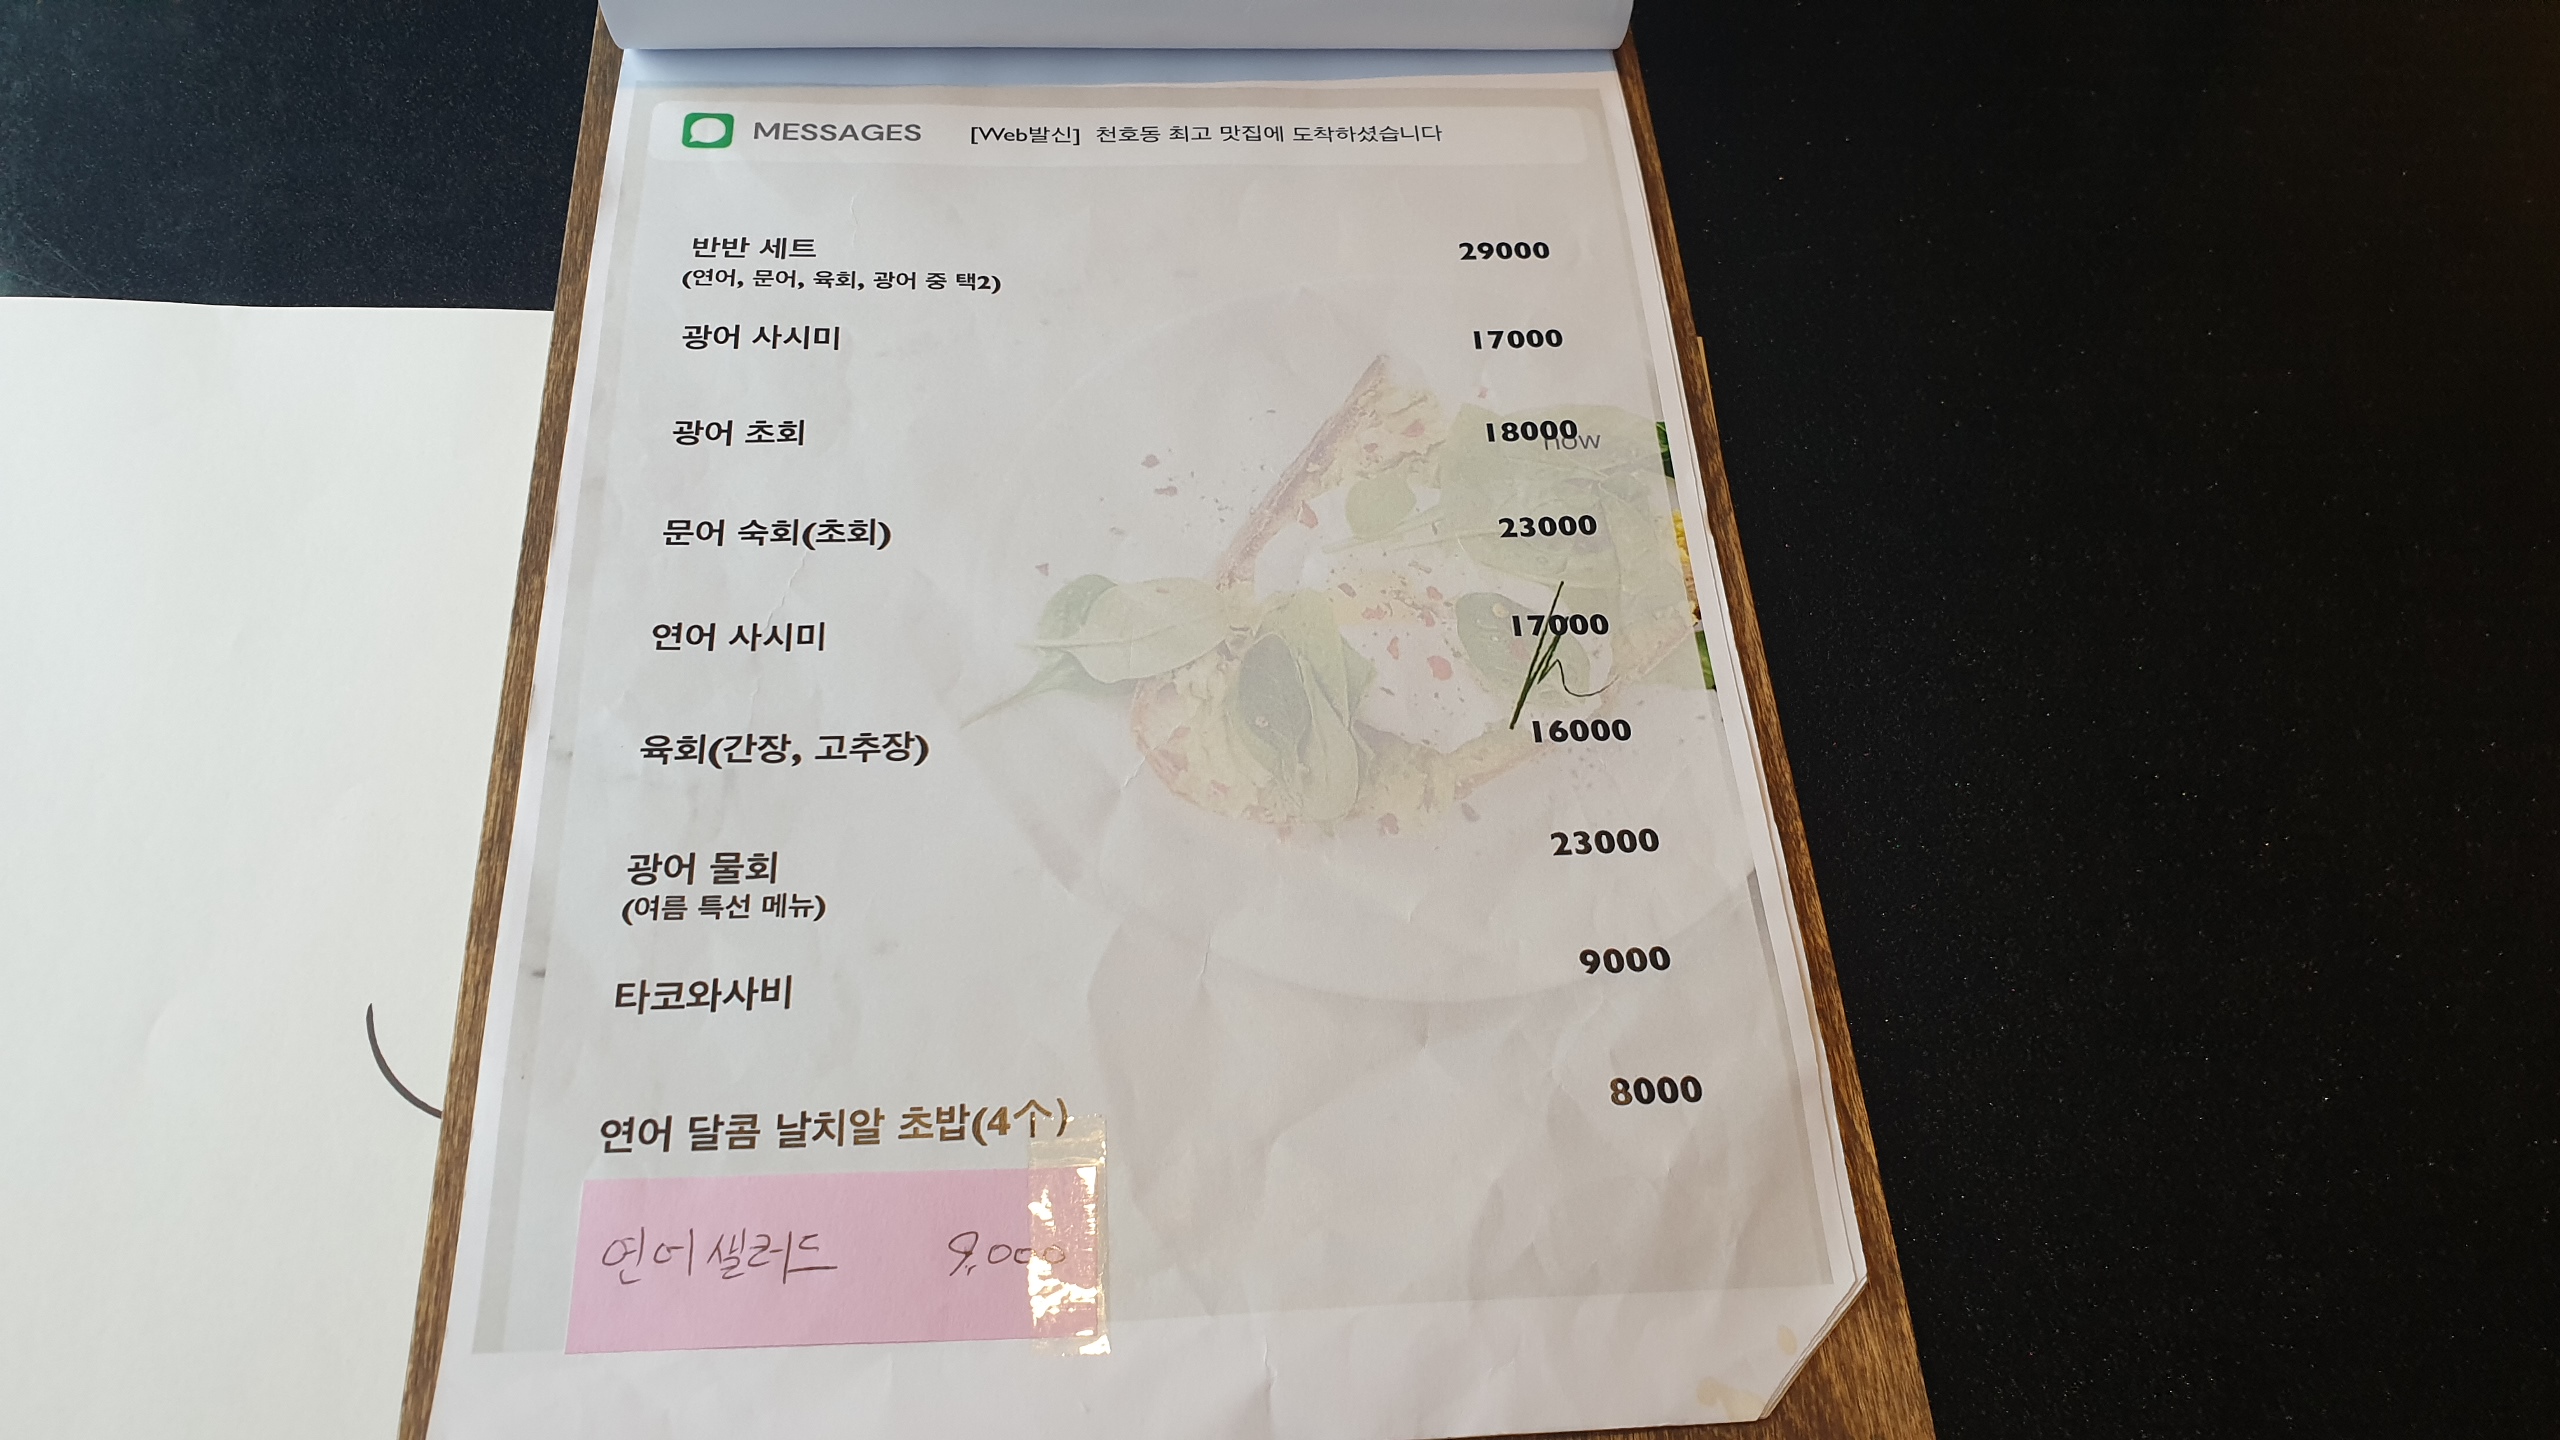 MESSAGES [Web발신] 천호동 최고 맛집에 도착하셨습니다
반반 세트 29000
(연어, 문어, 육회, 광어 중 택2)
광어 사시미 17000
광어 초회 18000
now
문어 숙회(초회) 23000
연어 사시미 17000
육회(간장, 고추장) 16000
광어 물회 23000
(여름 특선 메뉴)
타코와사비 9000
연어 달콤 날치알 초밥(4个) 8000
연어 샐러드